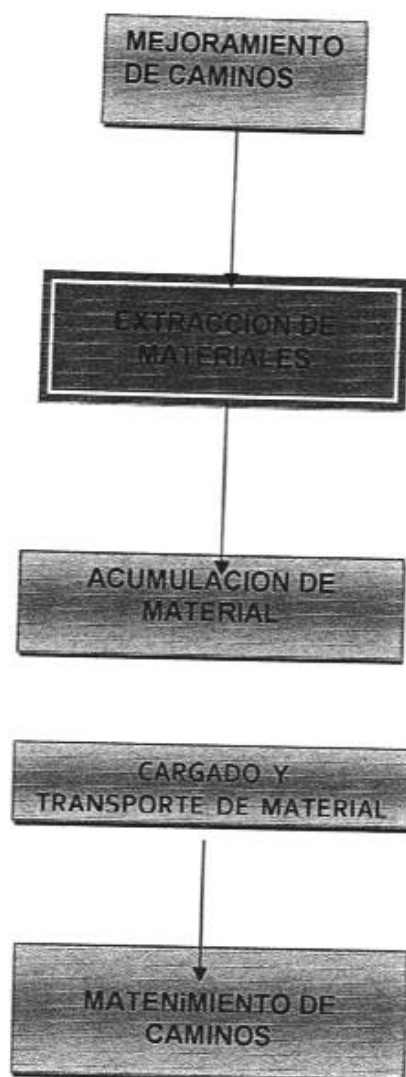 MEJORAMIENTO
DE CAMINOS
EXTRACCION DE
MATERIALES
ACUMULACION DE
MATERIAL
CARGADO Y
TRANSPORTE DE MATERIAL
MATENiMIENTO DE
CAMINOS